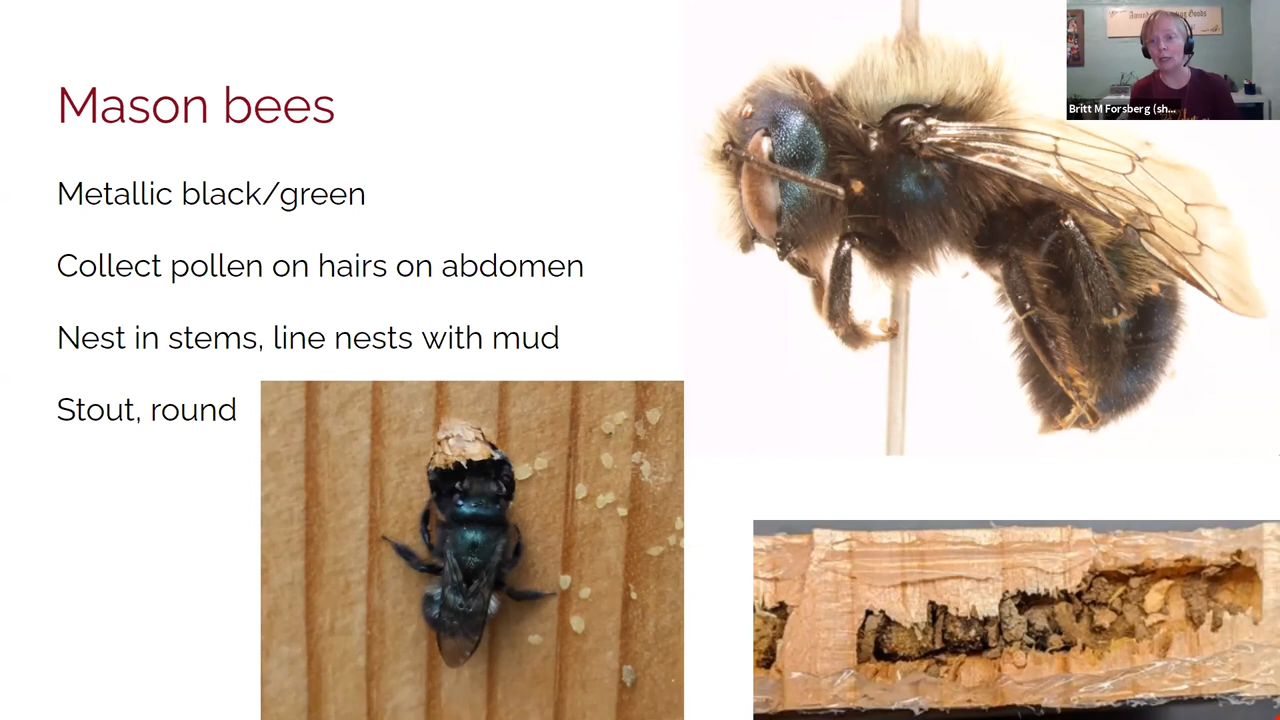 Mason bees
Metallic black/green
Collect pollen on hairs on abdomen
Nest in stems, line nests with mud
Stout, round
Britt M Forsberg (sh...